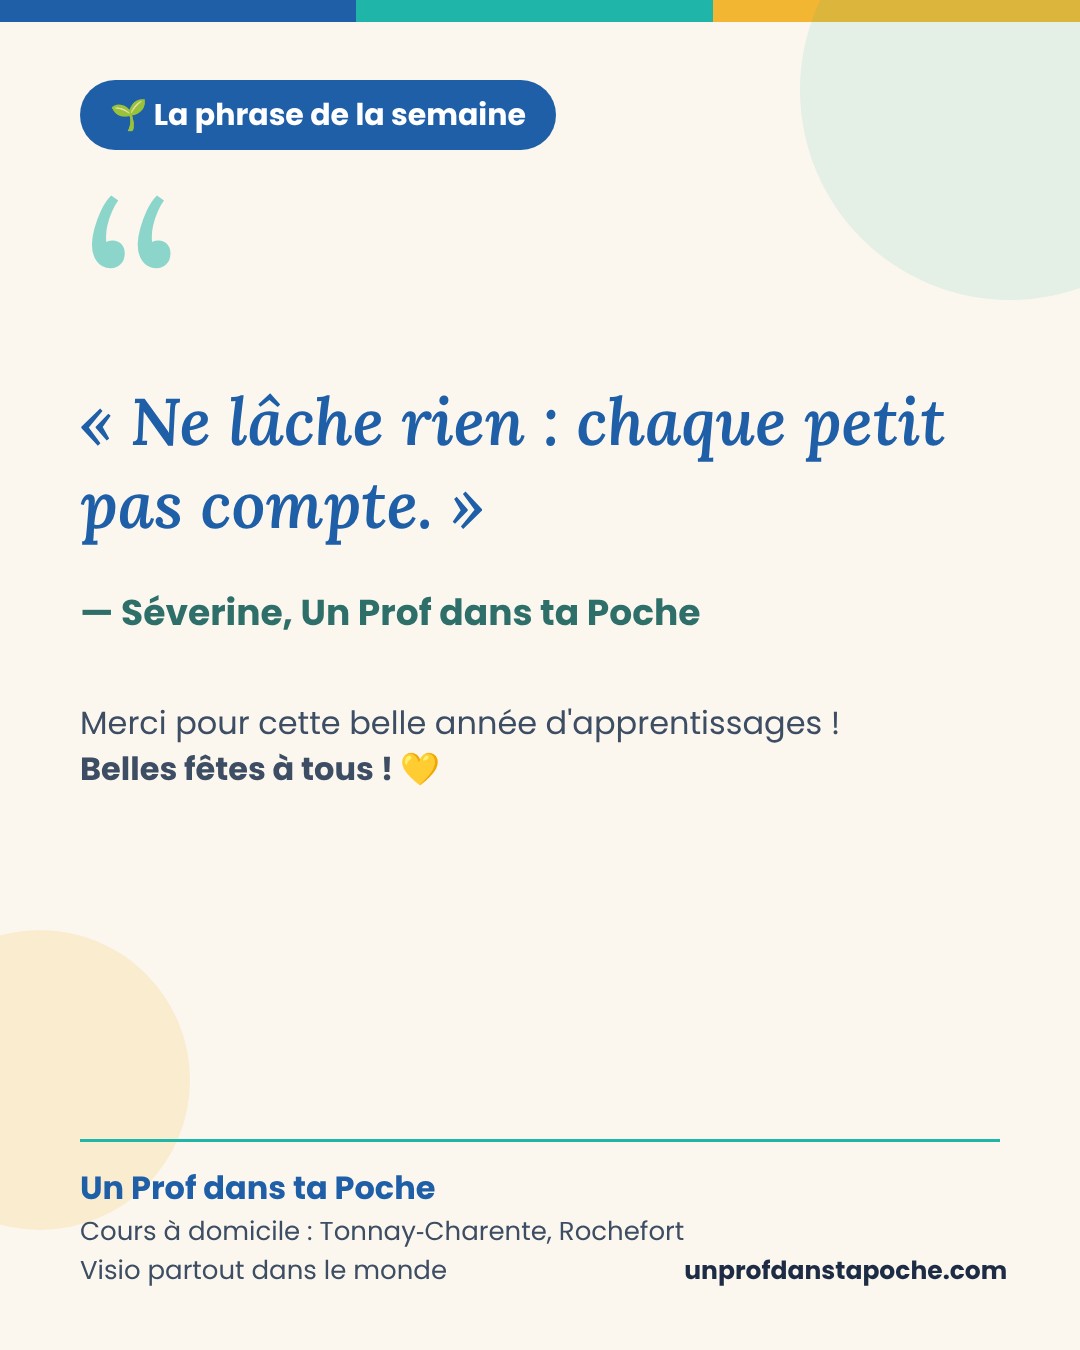 🌱 La phrase de la semaine
“
« Ne lâche rien : chaque petit
pas compte. »
— Séverine, Un Prof dans ta Poche
Merci pour cette belle année d'apprentissages !
Belles fêtes à tous ! 💛
Un Prof dans ta Poche
Cours à domicile : Tonnay-Charente, Rochefort
Visio partout dans le monde
unprofdanstapoche.com